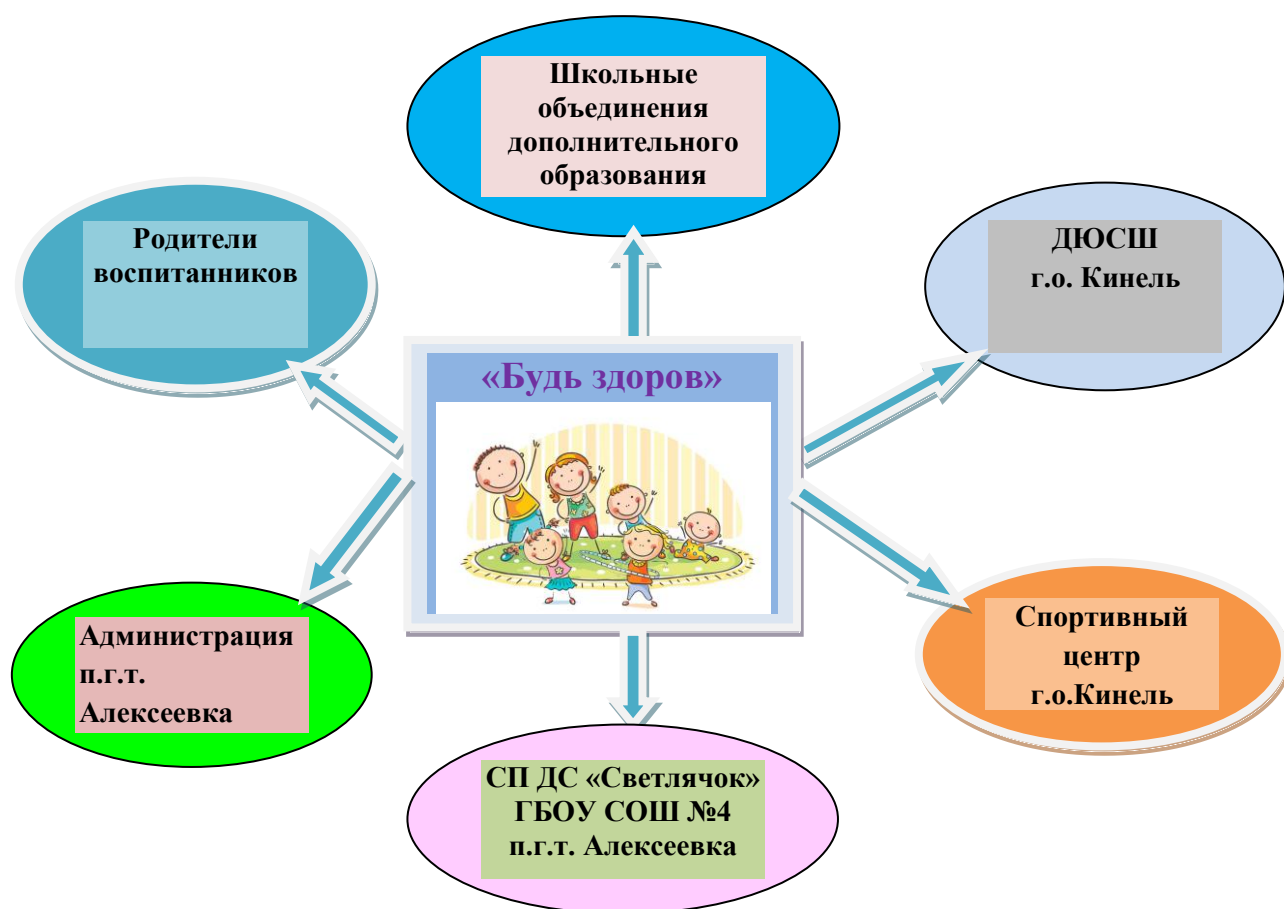 Школьные
объединения
дополнительного
образования
Родители
воспитанников
ДЮСШ
г.о. Кинель
«Будь здоров»
Администрация
п.г.т.
Алексеевка
Спортивный
центр
г.о.Кинель
СП ДС «Светлячок»
ГБОУ СОШ №4
п.г.т. Алексеевка